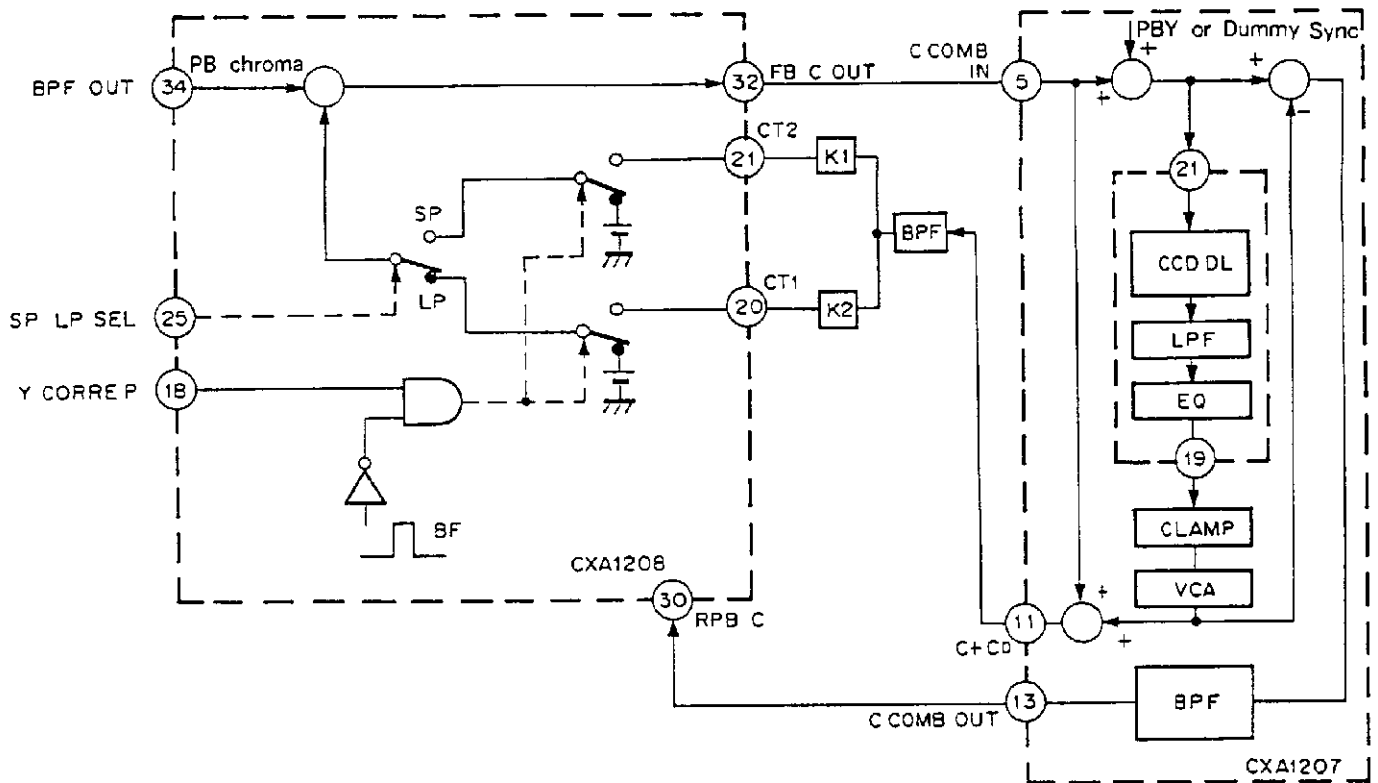 PBY or Dummy Sync
+
BPF OUT
34
PB chroma
32
FB C OUT
C COMB
IN
5
+
+
-
CT2
21
K1
21
SP
BPF
CCD DL
LP
CT1
20
K2
LPF
SP LP SEL
25
EQ
Y CORRE P
18
19
BF
CLAMP
CXA1208
VCA
30
RPB C
11
C+CD
+
+
13
C COMB OUT
BPF
CXA1207